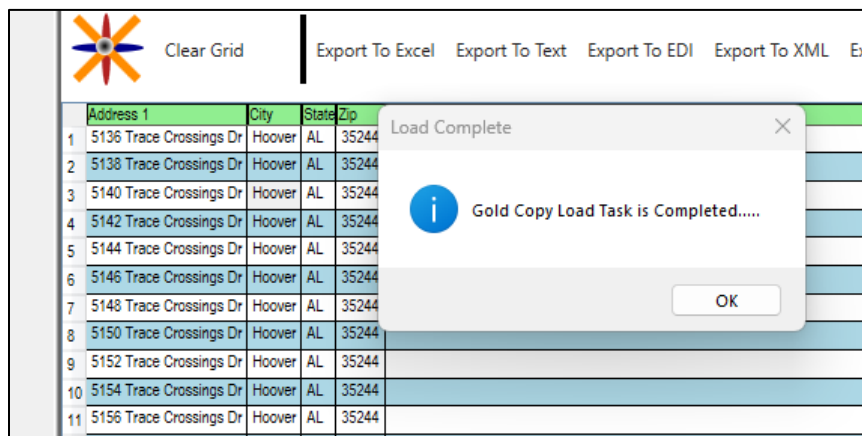 Clear Grid Export To Excel Export To Text Export To EDI Export To XML
Address 1 City State Zip
Load Complete
Gold Copy Load Task is Completed.....
OK
1 5136 Trace Crossings Dr Hoover AL 35244
2 5138 Trace Crossings Dr Hoover AL 35244
3 5140 Trace Crossings Dr Hoover AL 35244
4 5142 Trace Crossings Dr Hoover AL 35244
5 5144 Trace Crossings Dr Hoover AL 35244
6 5146 Trace Crossings Dr Hoover AL 35244
7 5148 Trace Crossings Dr Hoover AL 35244
8 5150 Trace Crossings Dr Hoover AL 35244
9 5152 Trace Crossings Dr Hoover AL 35244
10 5154 Trace Crossings Dr Hoover AL 35244
11 5156 Trace Crossings Dr Hoover AL 35244